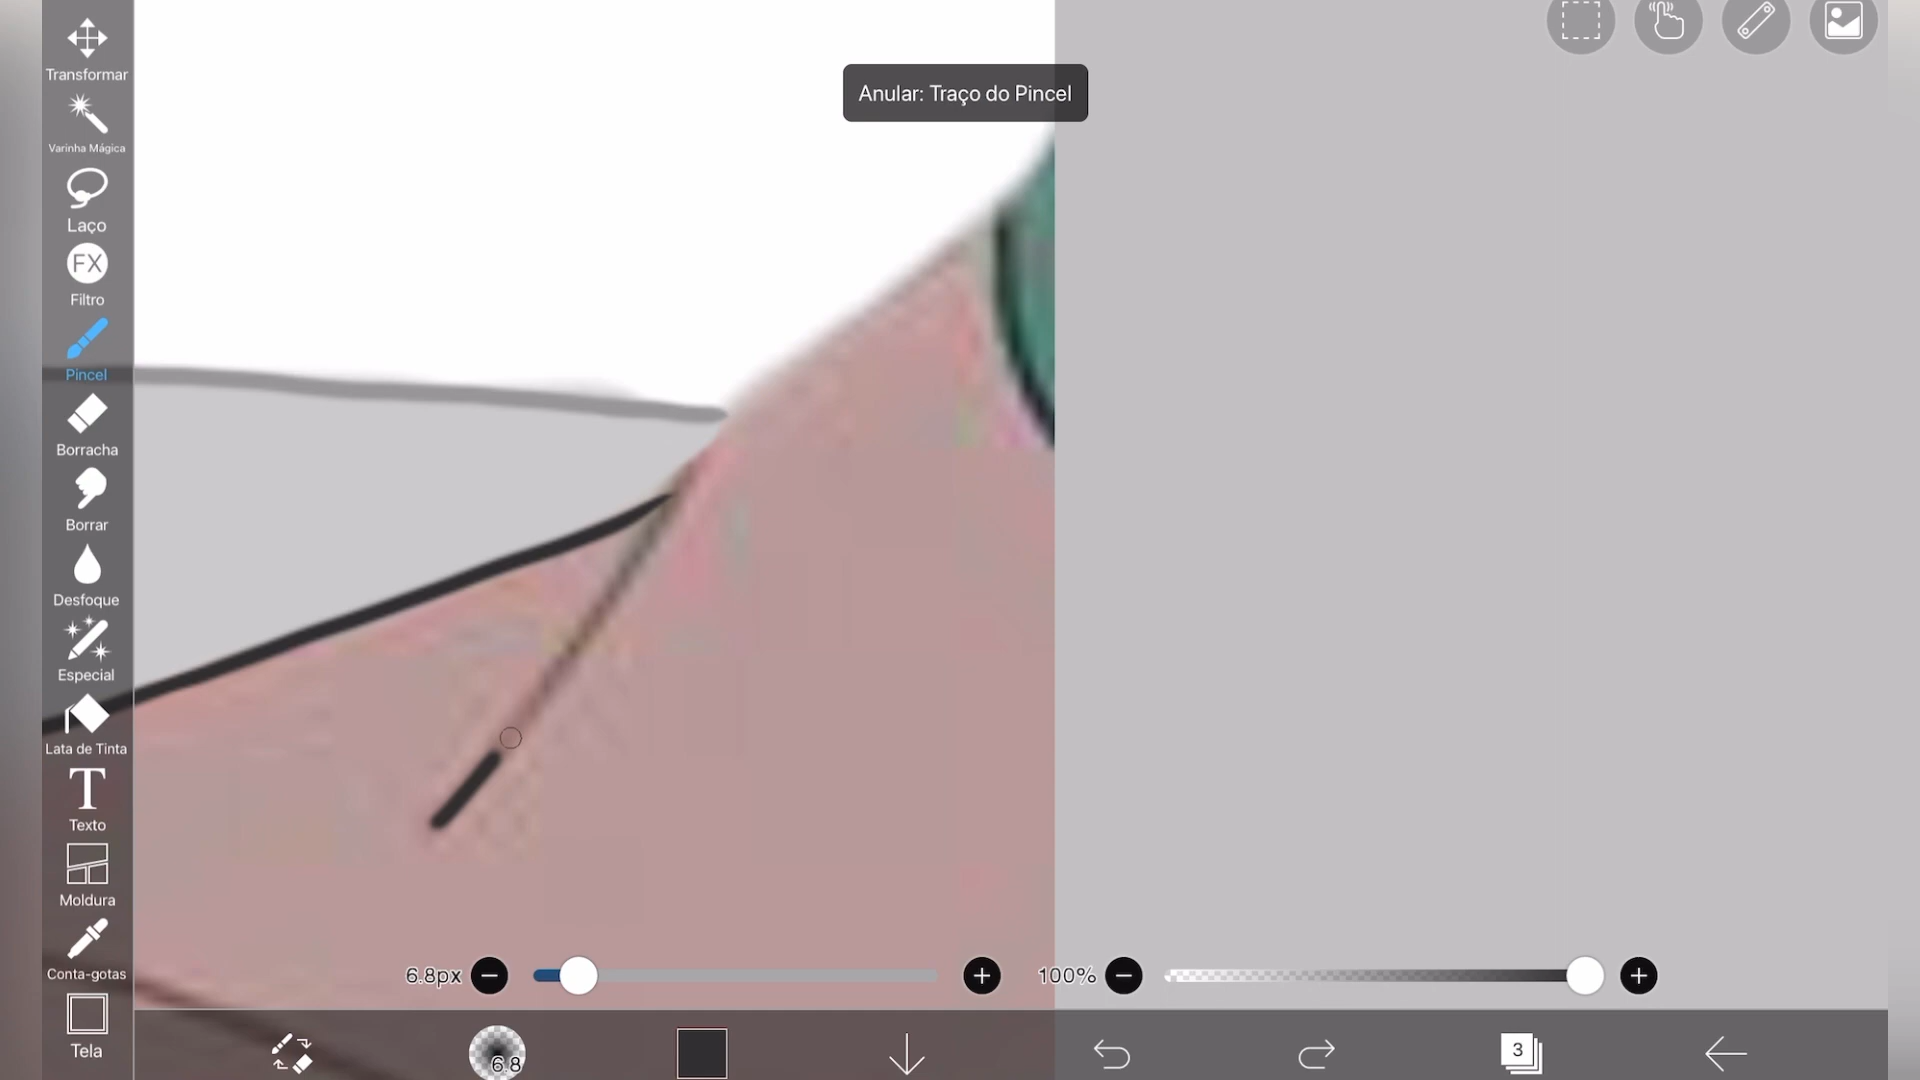 Transformar
Anular: Traço do Pincel
Varinha Mágica
Laço
FX
Filtro
Pincel
Borracha
Borrar
Desfoque
Especial
Lata de Tinta
T
Texto
Moldura
Conta-gotas
6.8px
100%
Tela
6.8
3